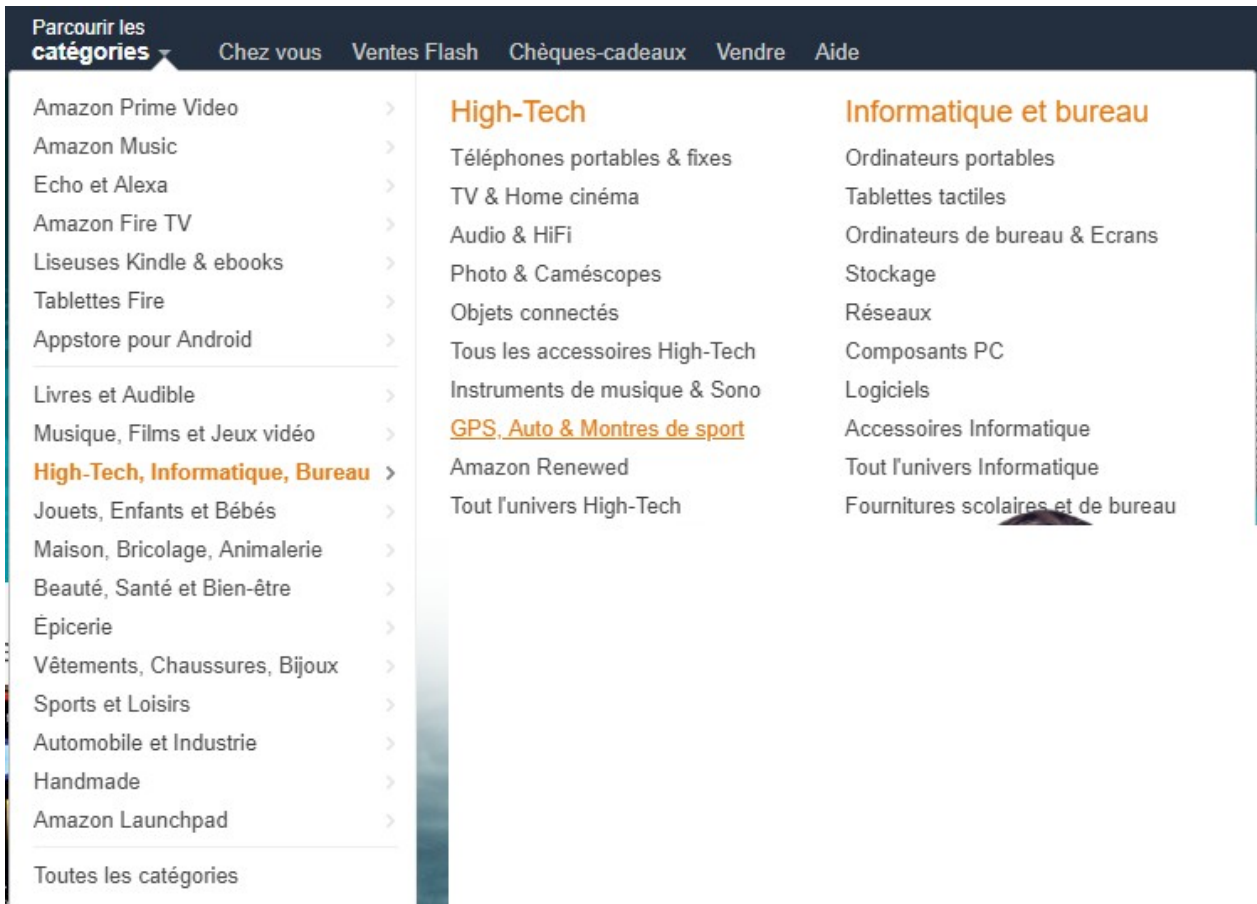 Parcourir les
catégories Chez vous Ventes Flash Chèques-cadeaux Vendre Aide
Amazon Prime Video
Amazon Music
Echo et Alexa
Amazon Fire TV
Liseuses Kindle & ebooks
Tablettes Fire
Appstore pour Android
Livres et Audible
Musique, Films et Jeux vidéo
High-Tech, Informatique, Bureau
Jouets, Enfants et Bébés
Maison, Bricolage, Animalerie
Beauté, Santé et Bien-être
Épicerie
Vêtements, Chaussures, Bijoux
Sports et Loisirs
Automobile et Industrie
Handmade
Amazon Launchpad
Toutes les catégories
High-Tech
Téléphones portables & fixes
TV & Home cinéma
Audio & HiFi
Photo & Caméscopes
Objets connectés
Tous les accessoires High-Tech
Instruments de musique & Sono
GPS, Auto & Montres de sport
Amazon Renewed
Tout l'univers High-Tech
Informatique et bureau
Ordinateurs portables
Tablettes tactiles
Ordinateurs de bureau & Ecrans
Stockage
Réseaux
Composants PC
Logiciels
Accessoires Informatique
Tout l'univers Informatique
Fournitures scolaires et de bureau